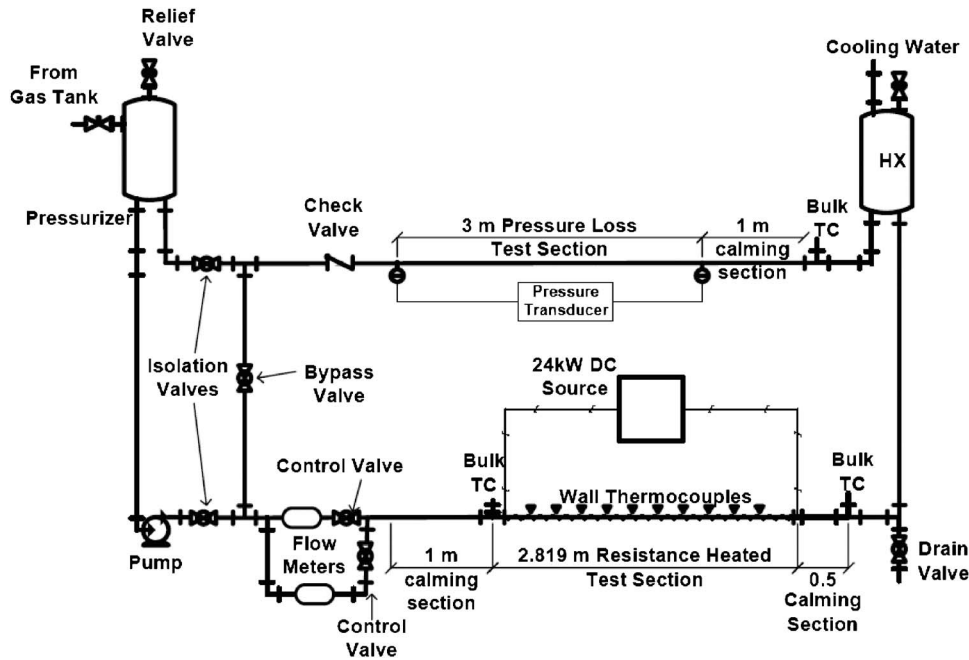 Relief
Valve
From
Gas Tank
Pressurizer
Check
Valve
3 m Pressure Loss
Test Section
1 m
calming
section
Bulk
TC
Cooling Water
HX
Pressure
Transducer
Isolation
Valves
Bypass
Valve
24kW DC
Source
Control Valve
Bulk
TC
Wall Thermocouples
Bulk
TC
Pump
Flow
Meters
1 m
calming
section
2.819 m Resistance Heated
Test Section
0.5
Calming
Section
Drain
Valve
Control
Valve